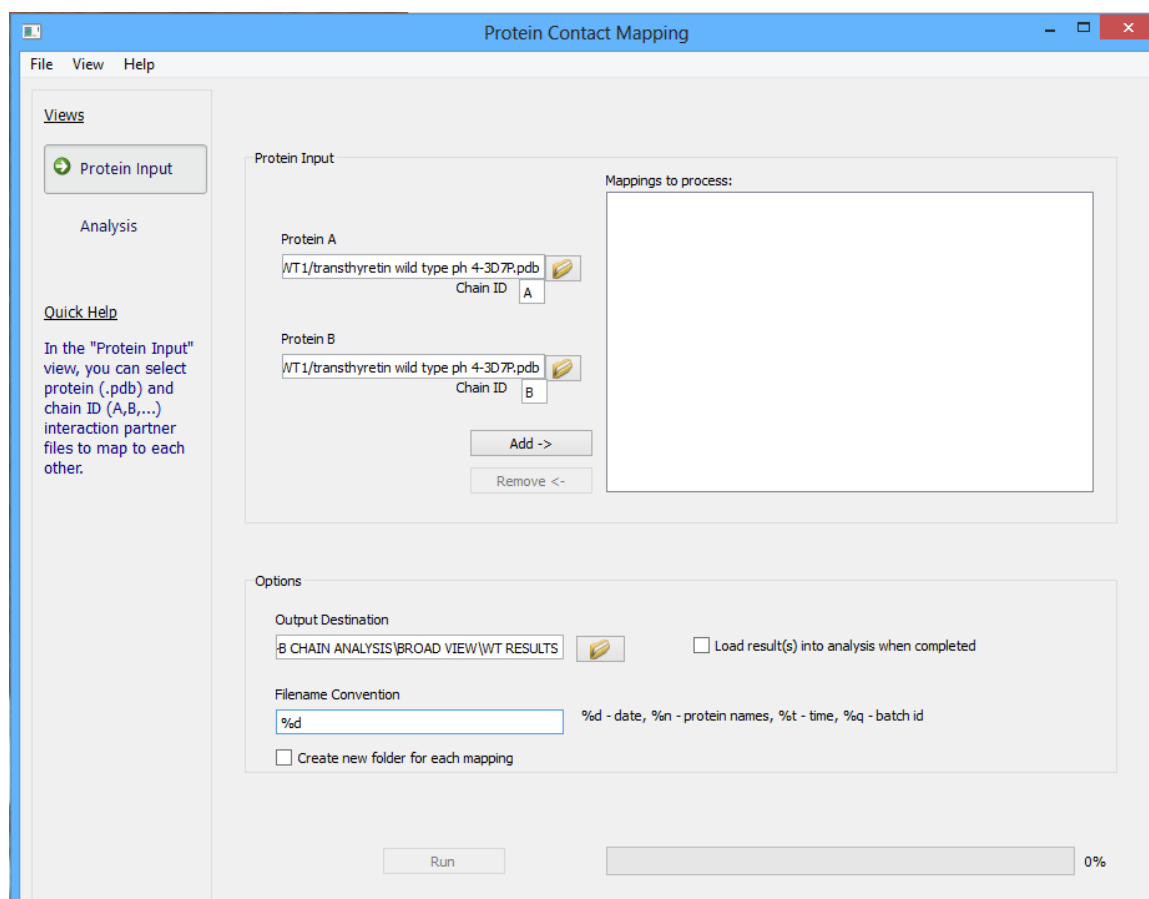 Protein Contact Mapping
File View Help
Views
Protein Input
Analysis
Quick Help
In the "Protein Input"
view, you can select
protein (.pdb) and
chain ID (A,B,...)
interaction partner
files to map to each
other.
Protein Input
Mappings to process:
Protein A
WT1/transthyretin wild type ph 4-3D7P.pdb
Chain ID A
Protein B
WT1/transthyretin wild type ph 4-3D7P.pdb
Chain ID B
Add ->
Remove <-
Options
Output Destination
-B CHAIN ANALYSIS\BROAD VIEW\WT RESULTS
Load result(s) into analysis when completed
Filename Convention
%d
%d - date, %n - protein names, %t - time, %q - batch id
Create new folder for each mapping
Run
0%